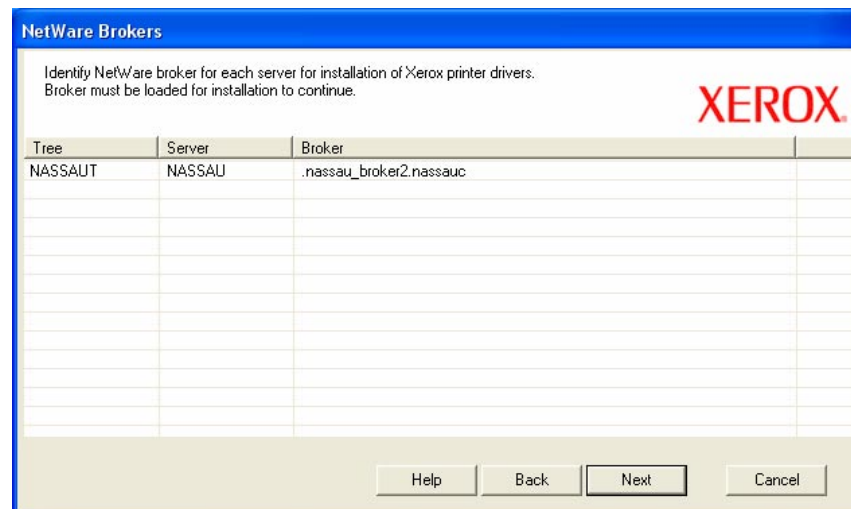 NetWare Brokers
Identify NetWare broker for each server for installation of Xerox printer drivers.
Broker must be loaded for installation to continue.
XEROX.
Tree Server Broker
NASSAUT NASSAU .nassau_broker2.nassauc
Help Back Next Cancel